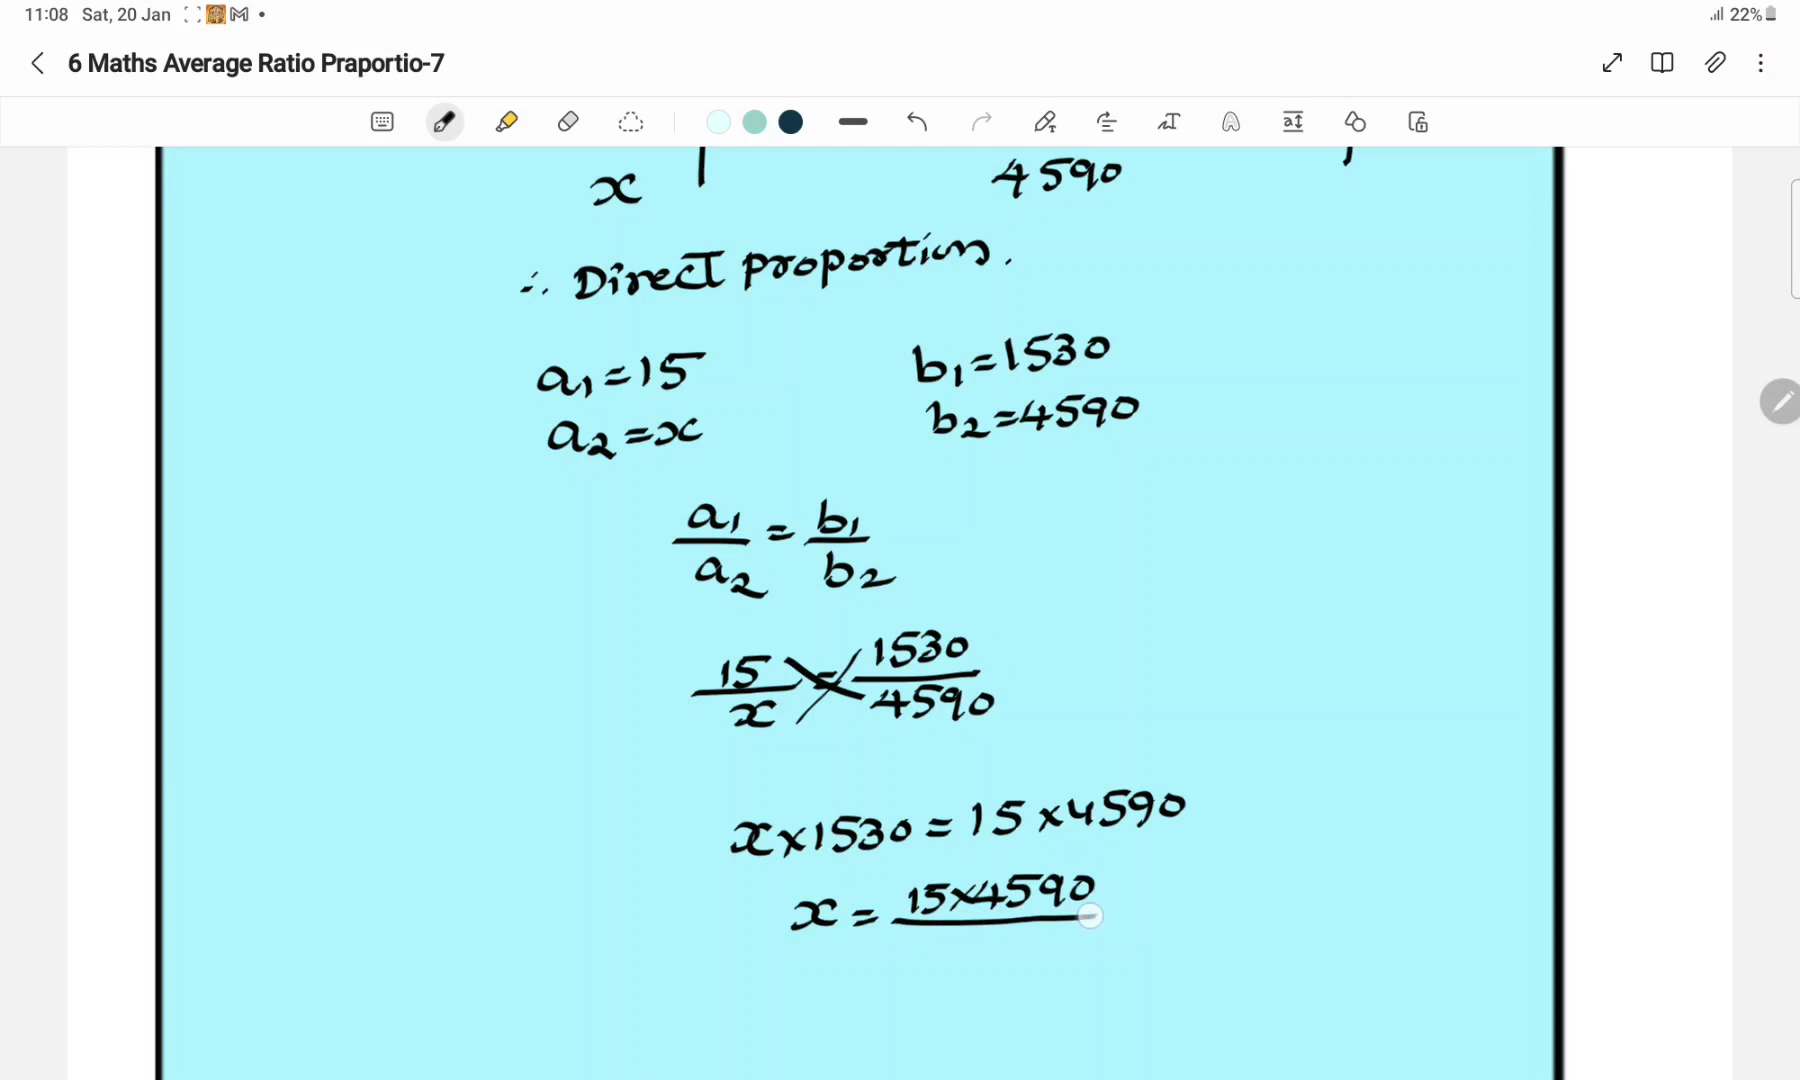 11:08 Sat, 20 Jan
22%
6 Maths Average Ratio Praportio-7
x 4590
∴ Direct proportion.
a₁=15 b₁=1530
a₂=x b₂=4590
a₁/a₂ = b₁/b₂
15/x = 1530/4590
x×1530=15×4590
x= 15×4590